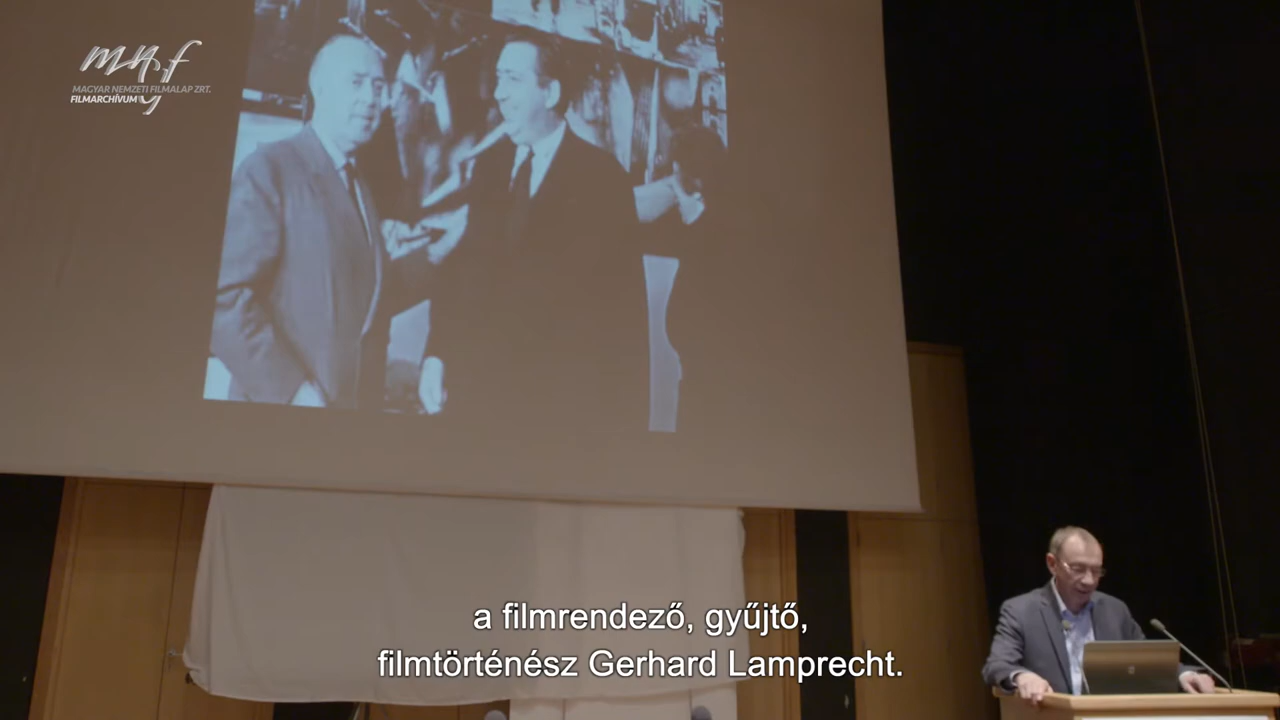 mnf
MAGYAR NEMZETI FILMALAP ZRT.
FILMARCHÍVUM
a filmrendező, gyűjtő,
filmtörténész Gerhard Lamprecht.